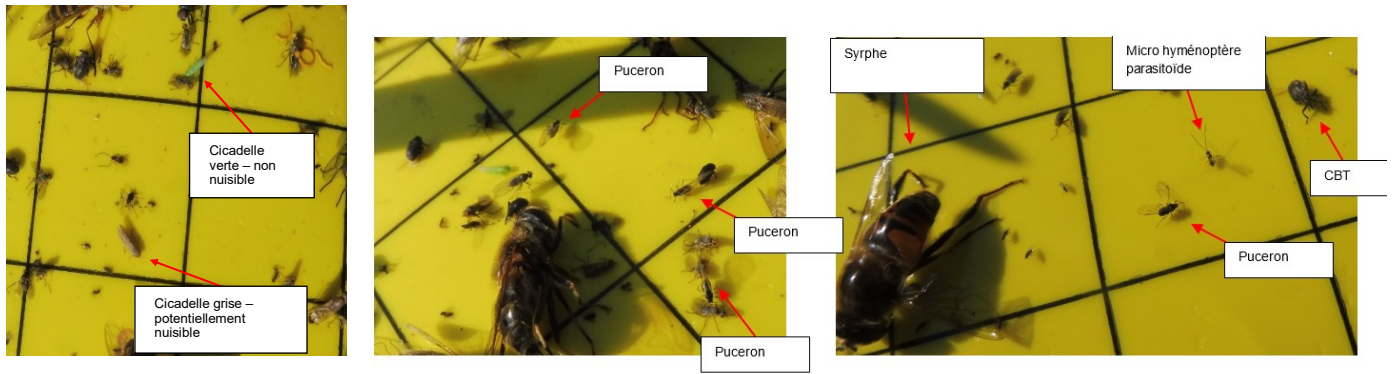 Cicadelle
verte – non
nuisible
Cicadelle grise –
potentiellement
nuisible
Puceron
Puceron
Puceron
Syrphe
Micro hyménoptère
parasitoïde
CBT
Puceron